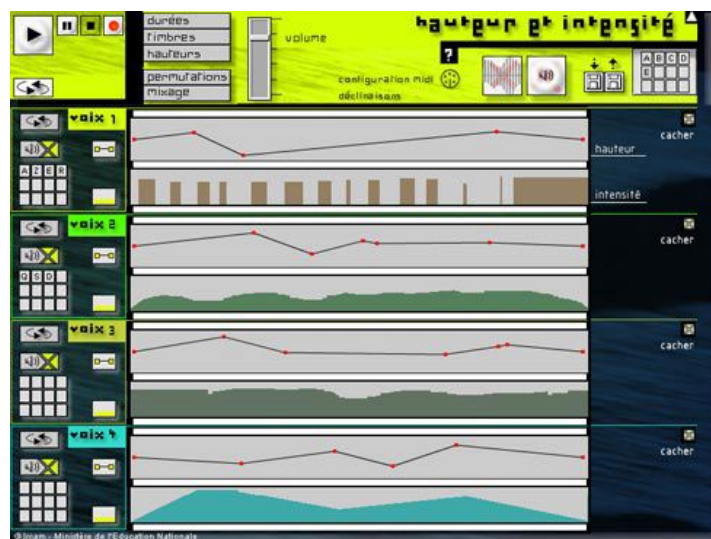 durées
timbres
hauteurs
permutations
mixage
volume
hauteur et intensité
?
configuration midi
déclinaisons
A B C D
E
voix 1
cacher
hauteur
A Z E R
intensité
voix 2
cacher
Q S D
voix 3
cacher
voix 4
cacher
@ Ircam - Ministère de l'Education Nationale